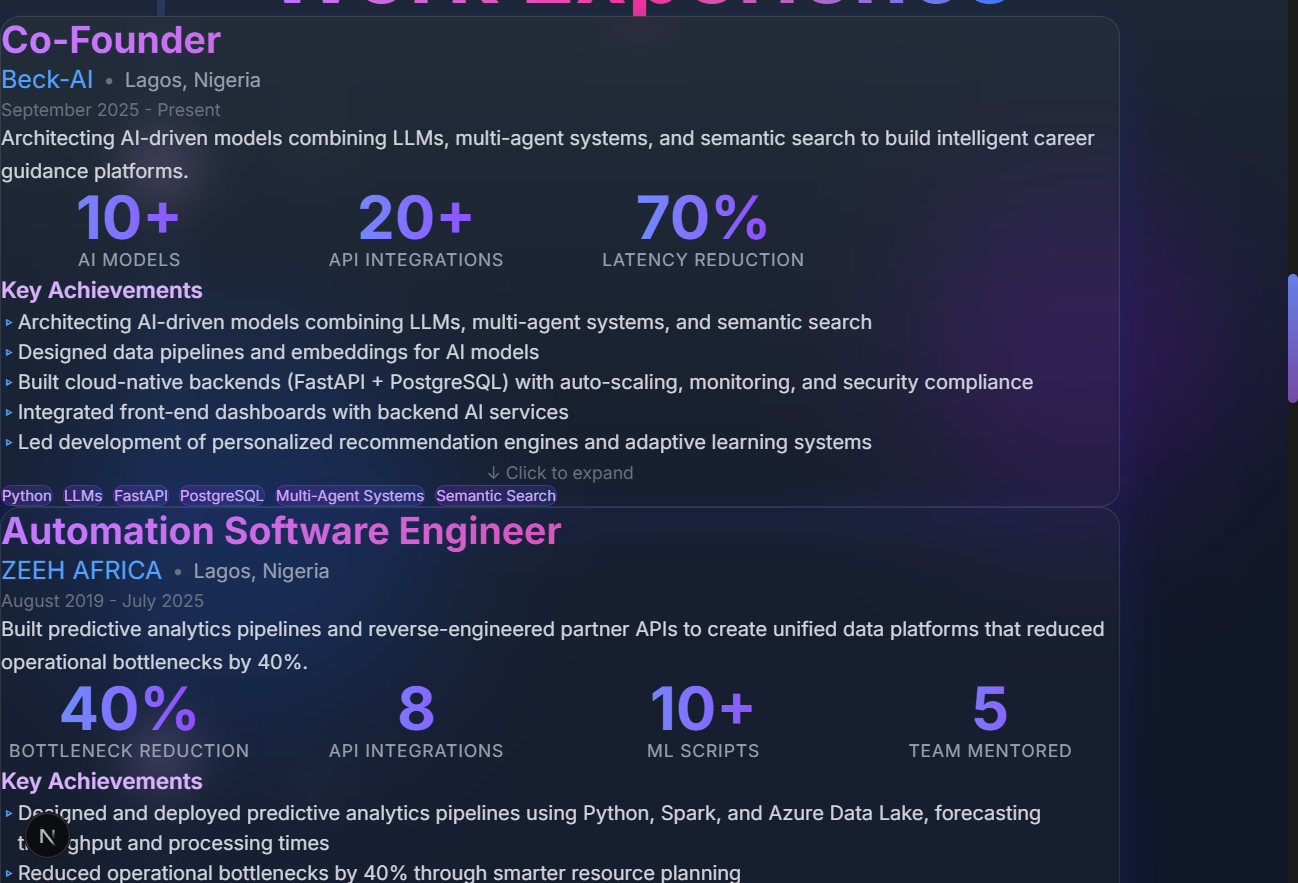 Work Experience
Co-Founder
Beck-AI • Lagos, Nigeria
September 2025 - Present
Architecting AI-driven models combining LLMs, multi-agent systems, and semantic search to build intelligent career
guidance platforms.
10+ 20+ 70%
AI MODELS API INTEGRATIONS LATENCY REDUCTION
Key Achievements
▹ Architecting AI-driven models combining LLMs, multi-agent systems, and semantic search
▹ Designed data pipelines and embeddings for AI models
▹ Built cloud-native backends (FastAPI + PostgreSQL) with auto-scaling, monitoring, and security compliance
▹ Integrated front-end dashboards with backend AI services
▹ Led development of personalized recommendation engines and adaptive learning systems
↓ Click to expand
Python LLMs FastAPI PostgreSQL Multi-Agent Systems Semantic Search
Automation Software Engineer
ZEEH AFRICA • Lagos, Nigeria
August 2019 - July 2025
Built predictive analytics pipelines and reverse-engineered partner APIs to create unified data platforms that reduced
operational bottlenecks by 40%.
40% 8 10+ 5
BOTTLENECK REDUCTION API INTEGRATIONS ML SCRIPTS TEAM MENTORED
Key Achievements
▹ Designed and deployed predictive analytics pipelines using Python, Spark, and Azure Data Lake, forecasting
throughput and processing times
▹ Reduced operational bottlenecks by 40% through smarter resource planning
N